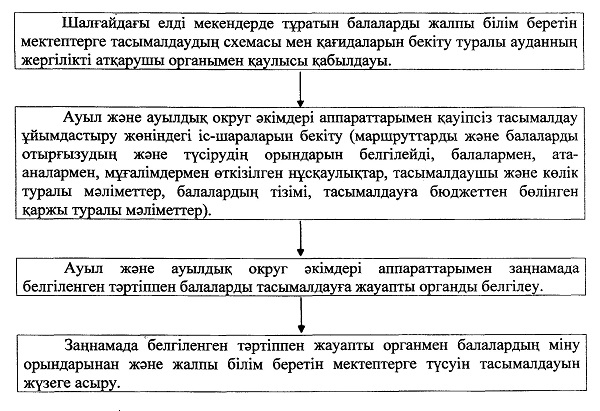 Шалғайдағы елді мекендерде тұратын балаларды жалпы білім беретін
мектептерге тасымалдаудың схемасы мен қағидаларын бекіту туралы ауданның
жергілікті атқарушы органымен қаулысы қабылдауы.
Ауыл және ауылдық округ әкімдері аппараттарымен қауіпсіз тасымалдау
ұйымдастыру жөніндегі іс-шараларын бекіту (маршруттарды және балаларды
отырғызудың және түсірудің орындарын белгілейді, балалармен, ата-
аналармен, мұғалімдермен өткізілген нұсқаулықтар, тасымалдаушы және көлік
туралы мәліметтер, балалардың тізімі, тасымалдауға бюджеттен бөлінген
қаржы туралы мәліметтер).
Ауыл және ауылдық округ әкімдері аппараттарымен заңнамада
белгіленген тәртіппен балаларды тасымалдауға жауапты органды белгілеу.
Заңнамада белгіленген тәртіппен жауапты органмен балалардың міну
орындарынан және жалпы білім беретін мектептерге түсуін тасымалдауын
жүзеге асыру.